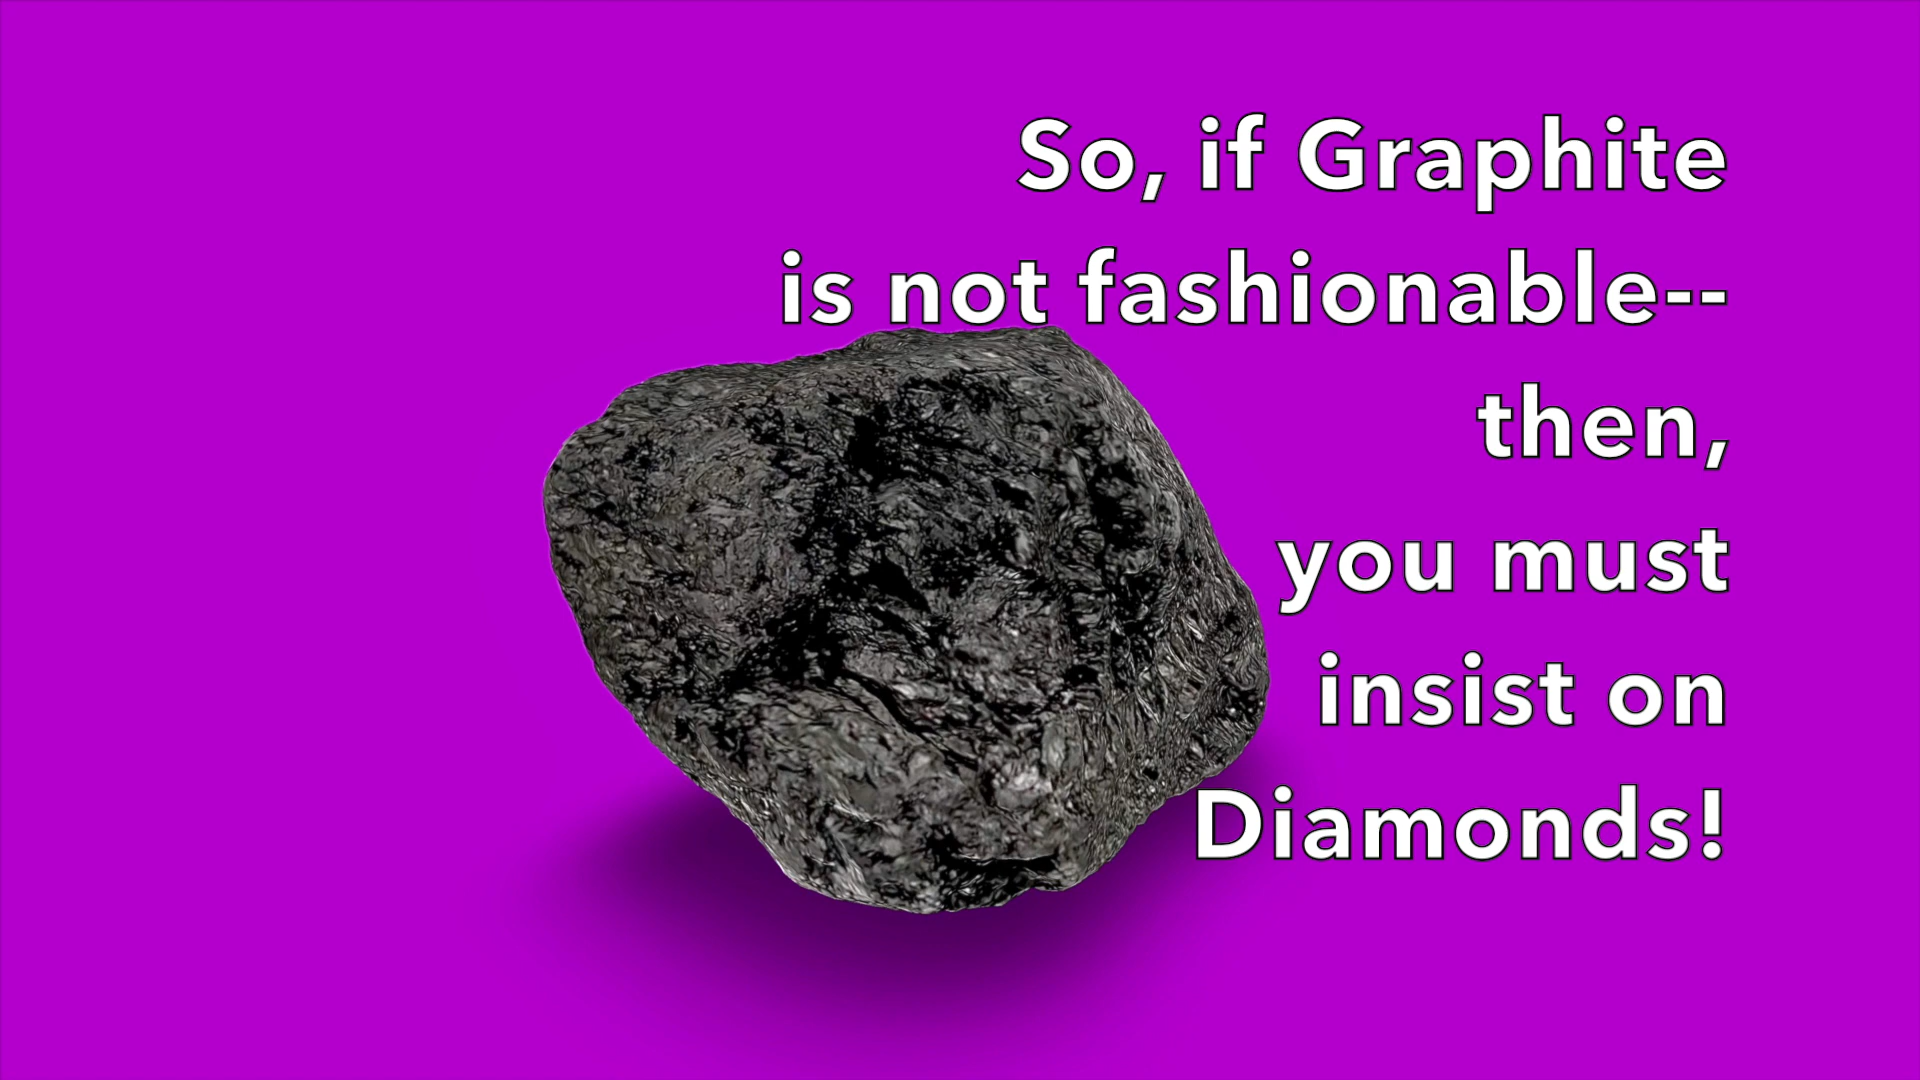 So, if Graphite
is not fashionable--
then,
you must
insist on
Diamonds!